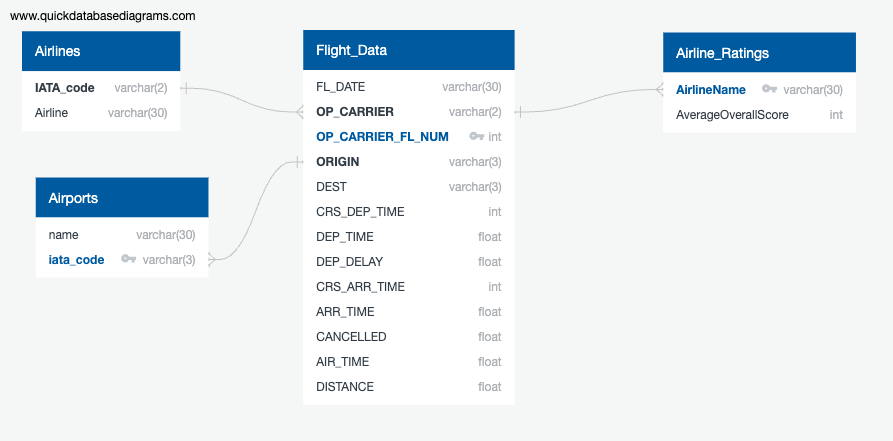 www.quickdatabasediagrams.com
Airlines
IATA_code varchar(2)
Airline varchar(30)
Airports
name varchar(30)
iata_code varchar(3)
Flight_Data
FL_DATE varchar(30)
OP_CARRIER varchar(2)
OP_CARRIER_FL_NUM int
ORIGIN varchar(3)
DEST varchar(3)
CRS_DEP_TIME int
DEP_TIME float
DEP_DELAY float
CRS_ARR_TIME int
ARR_TIME float
CANCELLED float
AIR_TIME float
DISTANCE float
Airline_Ratings
AirlineName varchar(30)
AverageOverallScore int